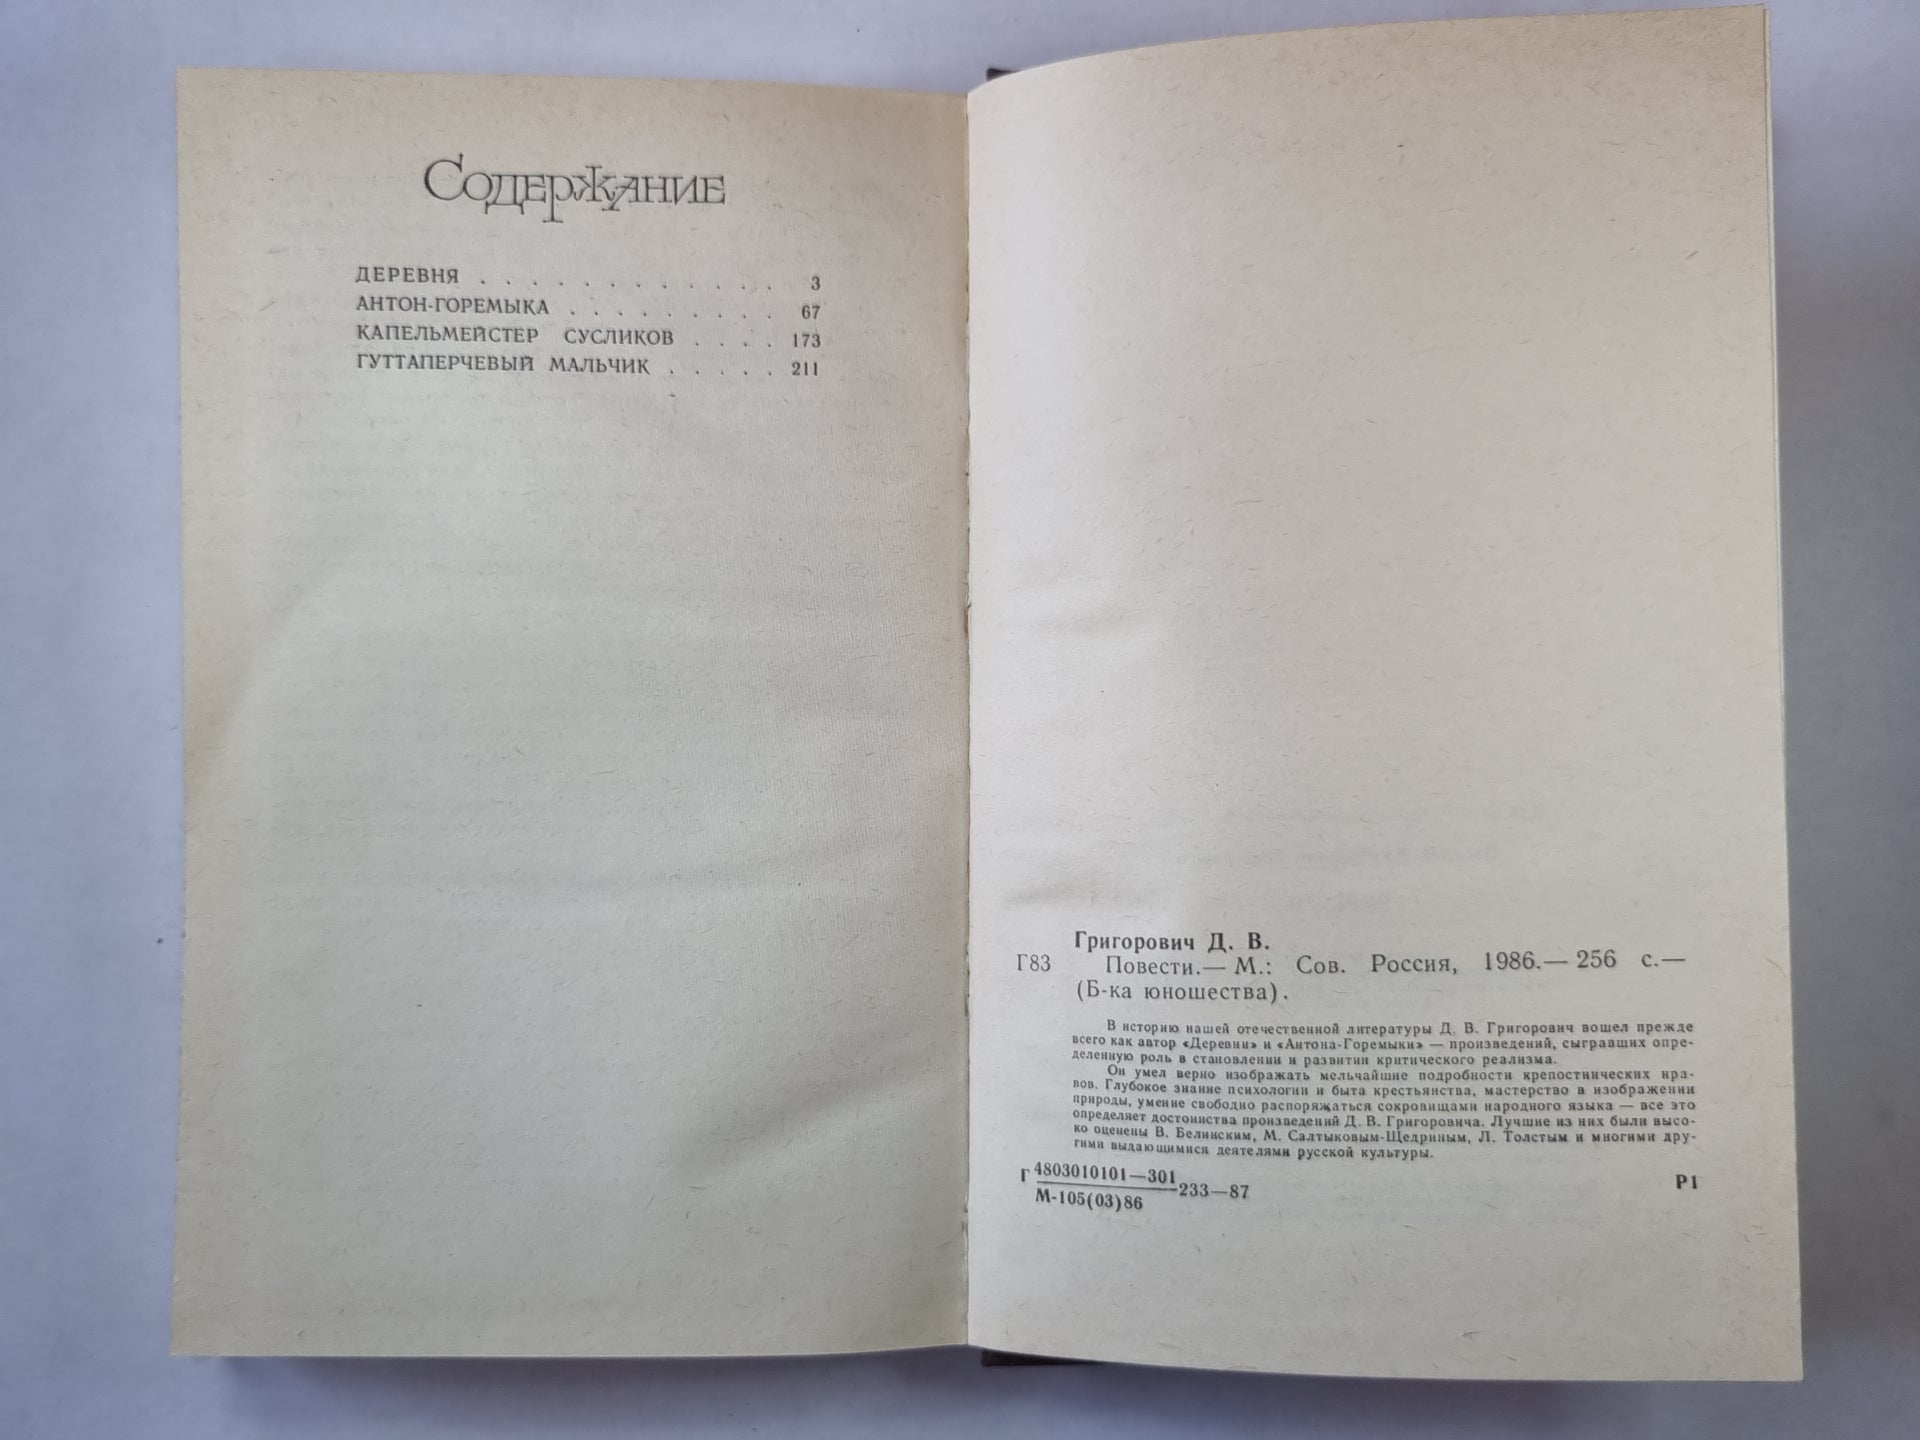 Содержание
ДЕРЕВНЯ . . . . . . . . . . . . 3
АНТОН-ГОРЕМЫКА . . . . . . . . . 67
КАПЕЛЬМЕЙСТЕР СУСЛИКОВ . . . . 173
ГУТТАПЕРЧЕВЫЙ МАЛЬЧИК . . . . . 211
Григорович Д. В.
Г83 Повести.— М.: Сов. Россия, 1986.— 256 с.—
(Б-ка юношества).
В историю нашей отечественной литературы Д. В. Григорович вошел прежде
всего как автор «Деревни» и «Антона-Горемыки» — произведений, сыгравших опре-
деленную роль в становлении и развитии критического реализма.
Он умел верно изображать мельчайшие подробности крепостнических нра-
вов. Глубокое знание психологии и быта крестьянства, мастерство в изображении
природы, умение свободно распоряжаться сокровищами народного языка — все это
определяет достоинства произведений Д. В. Григоровича. Лучшие из них были высо-
ко оценены В. Белинским, М. Салтыковым-Щедриным, Л. Толстым и многими дру-
гими выдающимися деятелями русской культуры.
Г 4803010101—301
М-105(03)86
233—87
Р1